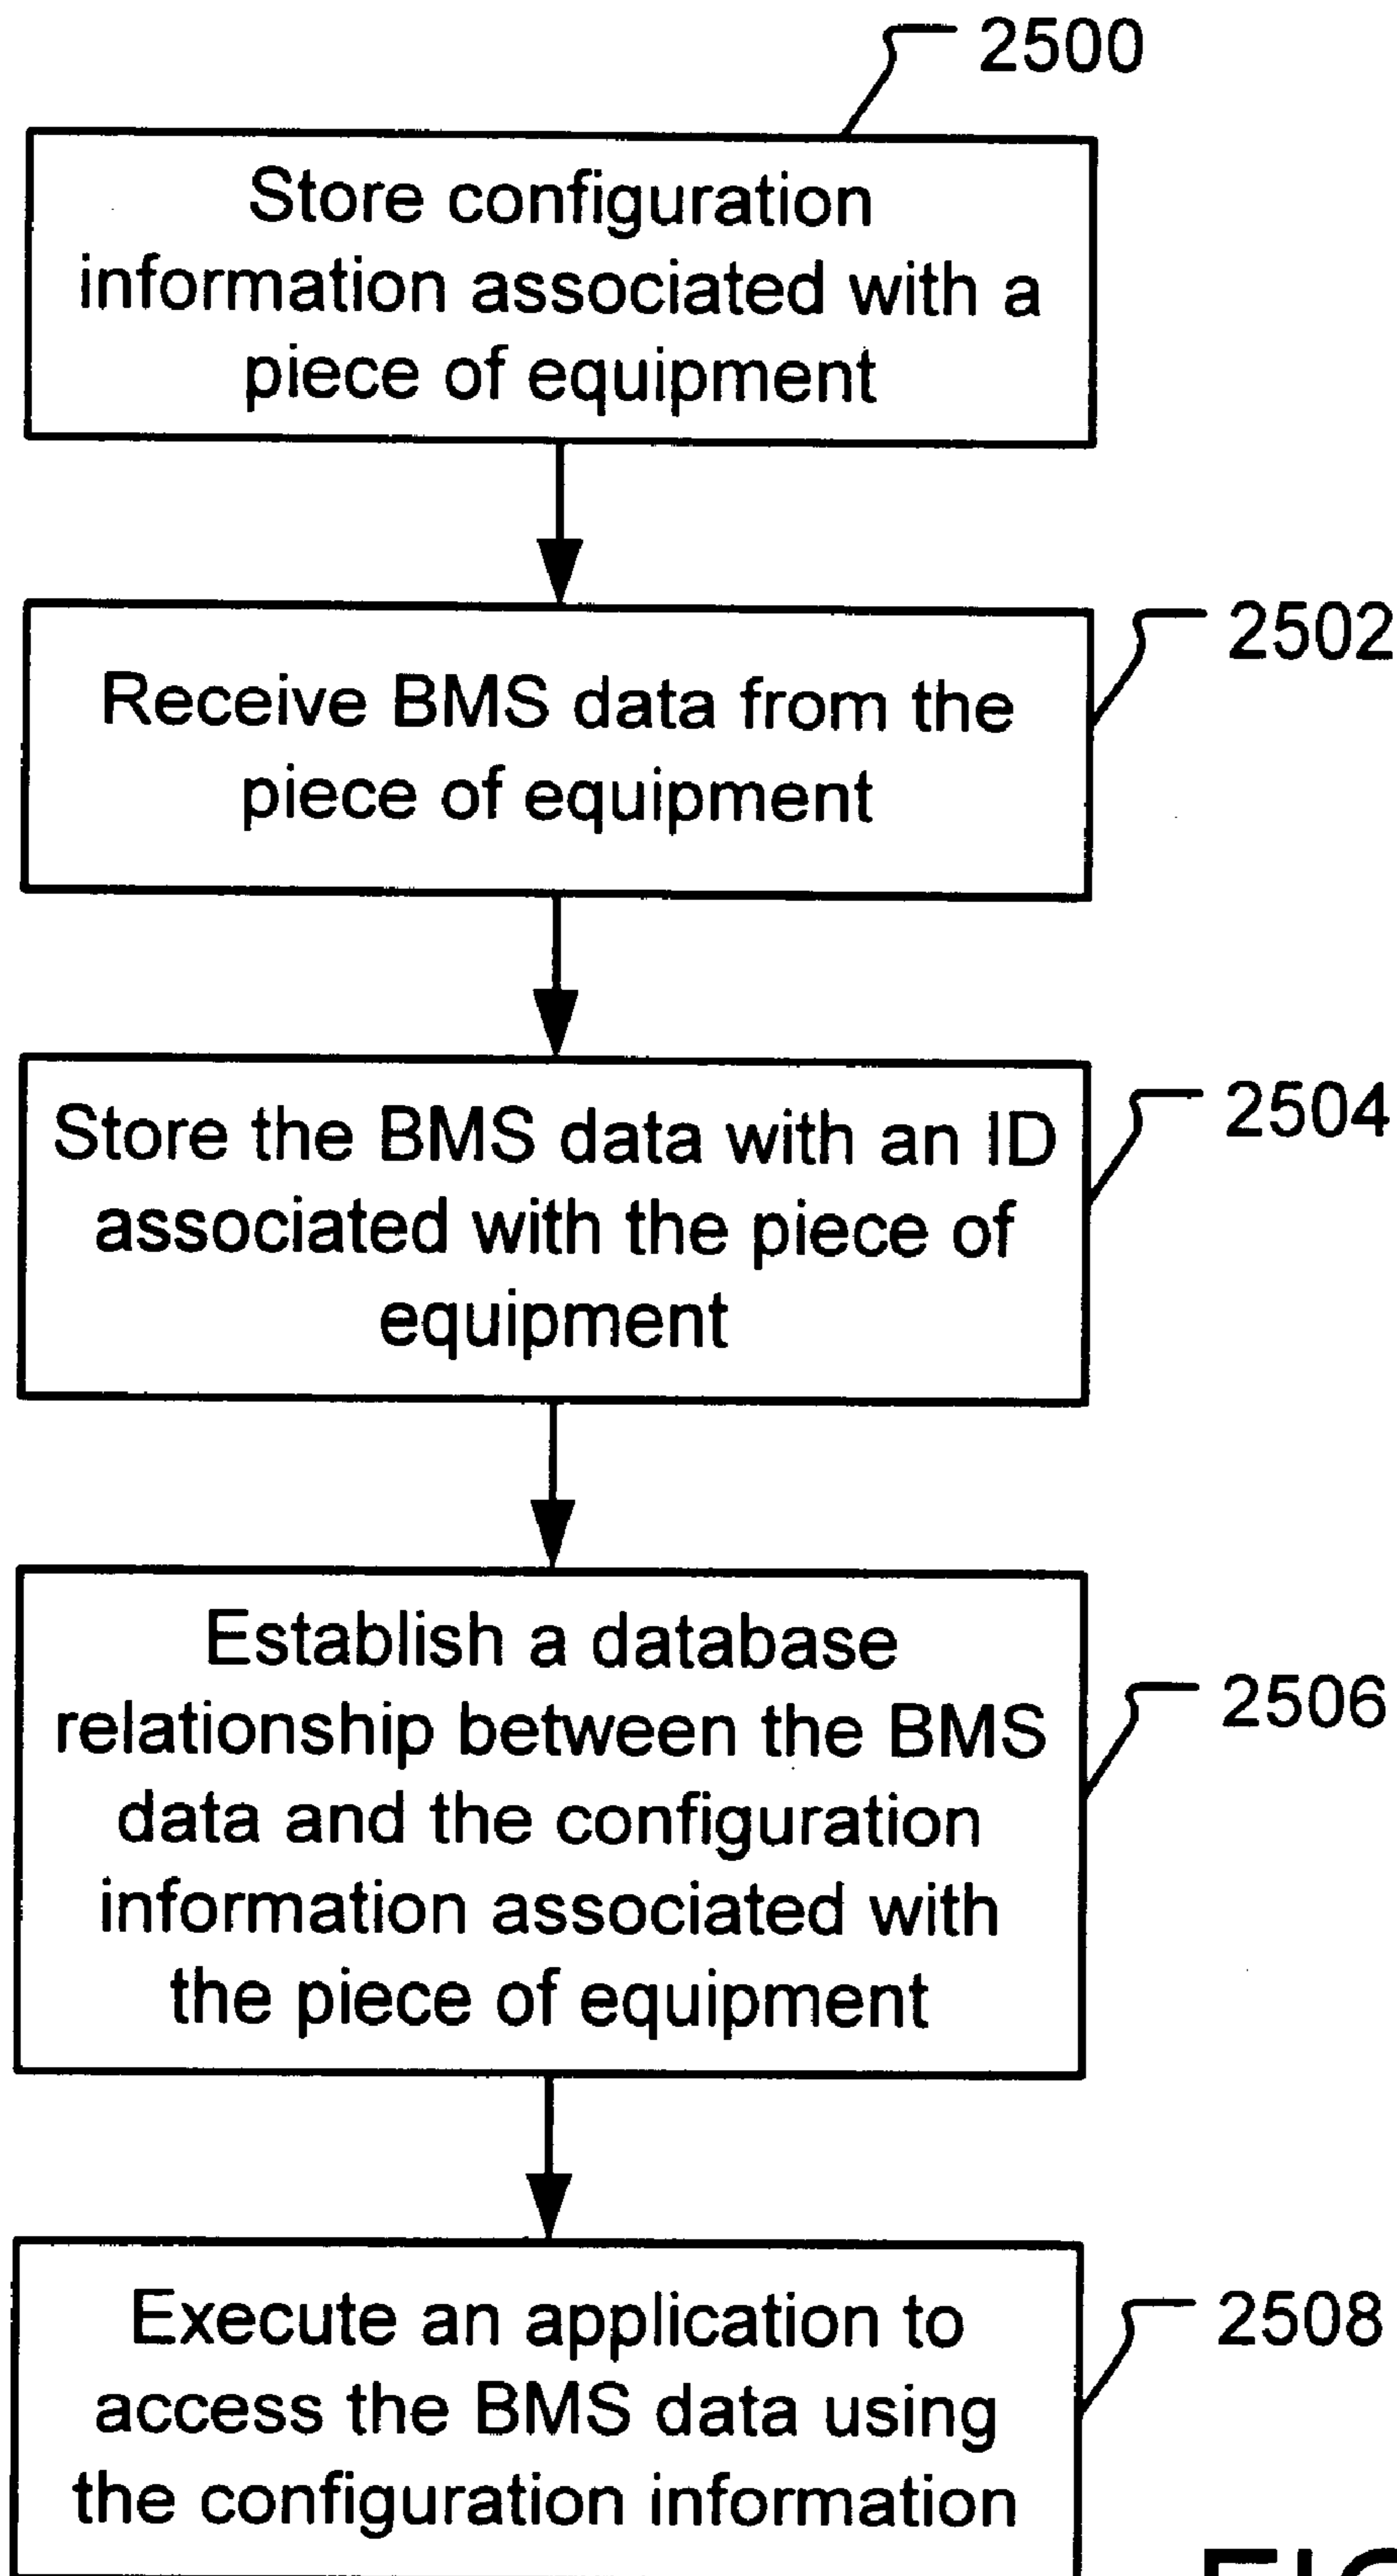 2500
Store configuration
information associated with a
piece of equipment
2502
Receive BMS data from the
piece of equipment
2504
Store the BMS data with an ID
associated with the piece of
equipment
Establish a database
relationship between the BMS
data and the configuration
information associated with
the piece of equipment
2506
Execute an application to
access the BMS data using
the configuration information
2508